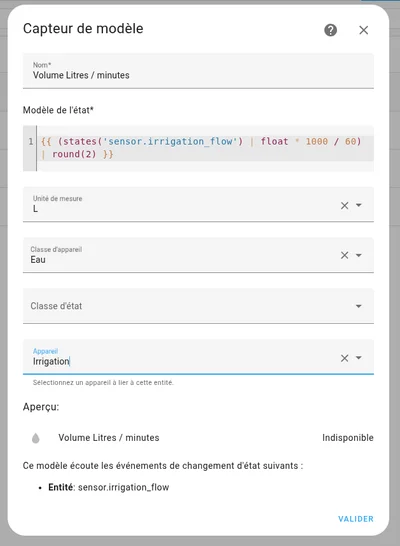 Capteur de modèle
Nom*
Volume Litres / minutes
Modèle de l'état*
1 {{ (states('sensor.irrigation_flow') | float * 1000 / 60)
| round(2) }}
Unité de mesure
L
Classe d'appareil
Eau
Classe d'état
Appareil
Irrigation
Sélectionnez un appareil à lier à cette entité.
Aperçu:
Volume Litres / minutes Indisponible
Ce modèle écoute les événements de changement d'état suivants :
• Entité: sensor.irrigation_flow
VALIDER